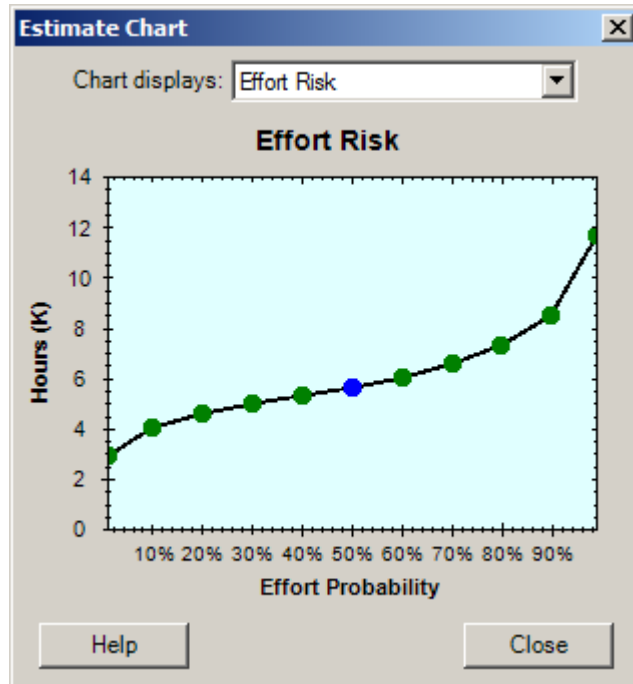 Estimate Chart
Chart displays: Effort Risk
Effort Risk
14
12
10
8
6
4
2
0
Hours (K)
10% 20% 30% 40% 50% 60% 70% 80% 90%
Effort Probability
Help Close